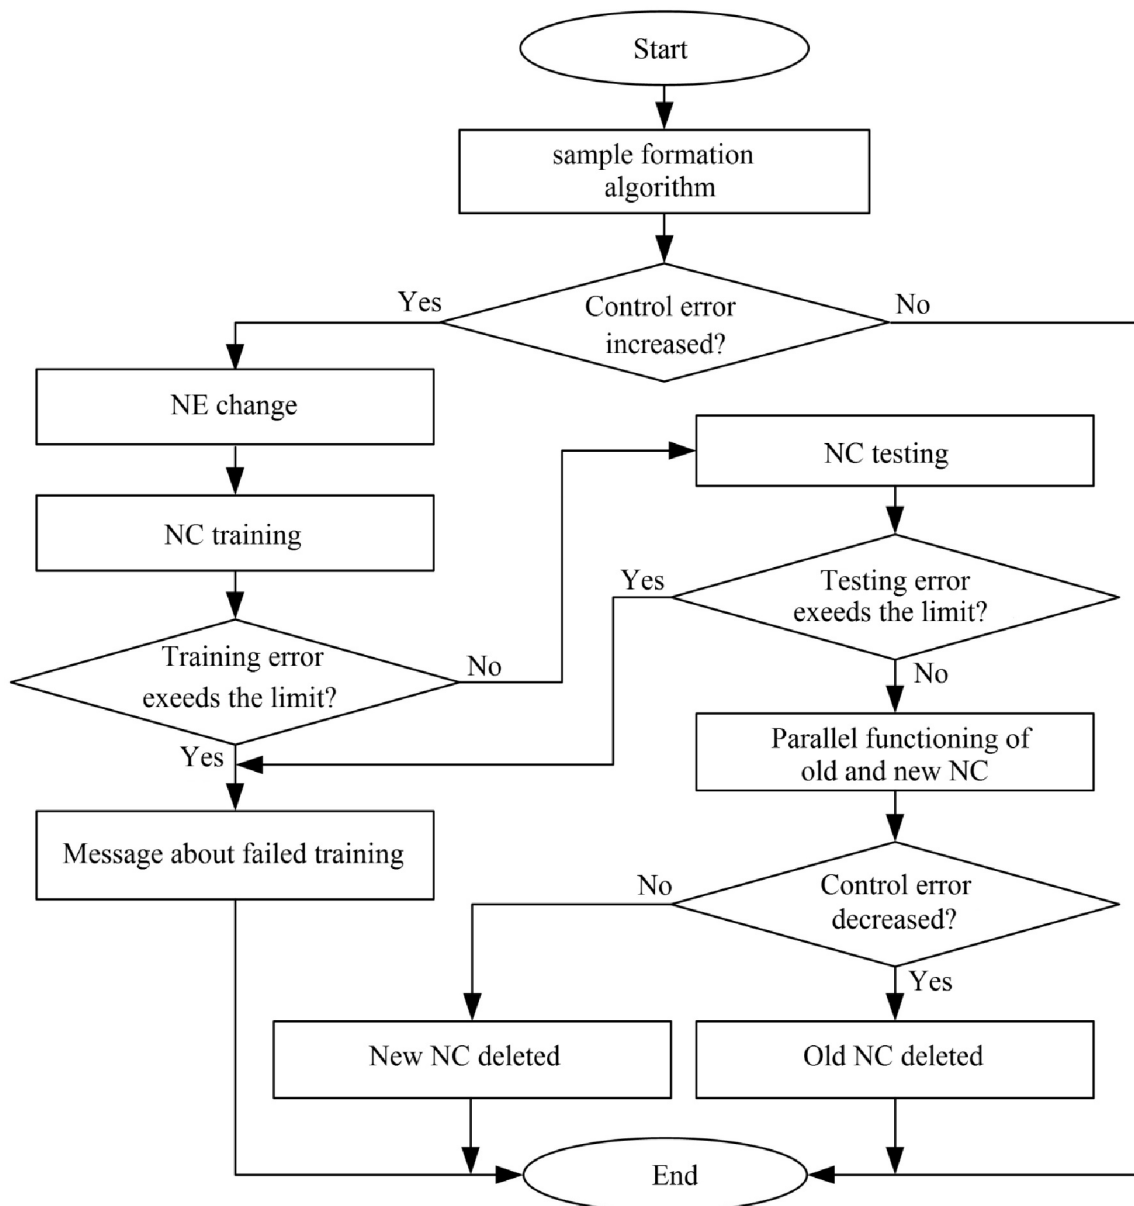 Start
sample formation
algorithm
Yes
No
Control error
increased?
NE change
NC testing
NC training
Yes
Testing error
exeeds the limit?
Training error
exeeds the limit?
No
No
Yes
Parallel functioning of
old and new NC
Message about failed training
No
Control error
decreased?
Yes
New NC deleted
Old NC deleted
End